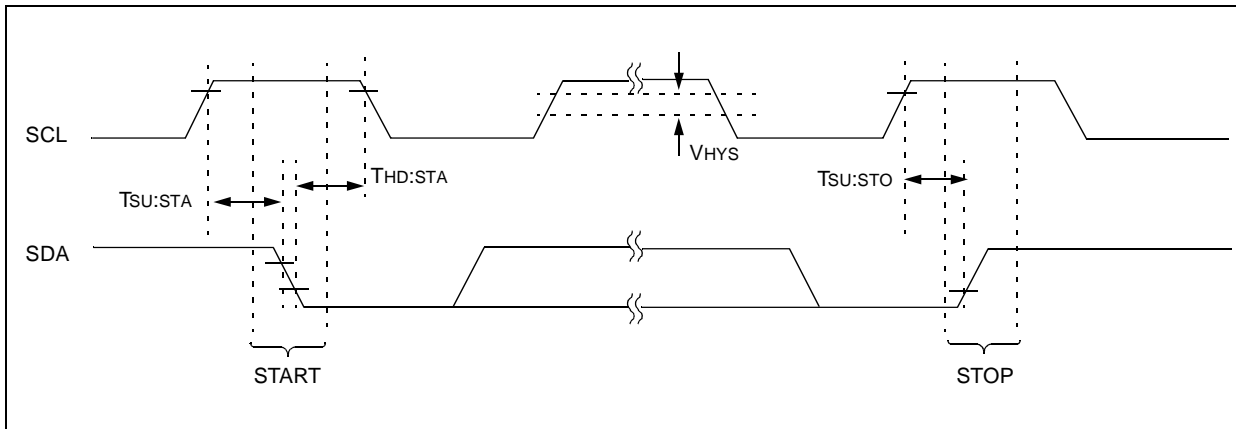 SCL
VHYS
THD:STA
TSU:STA
TSU:STO
SDA
START
STOP